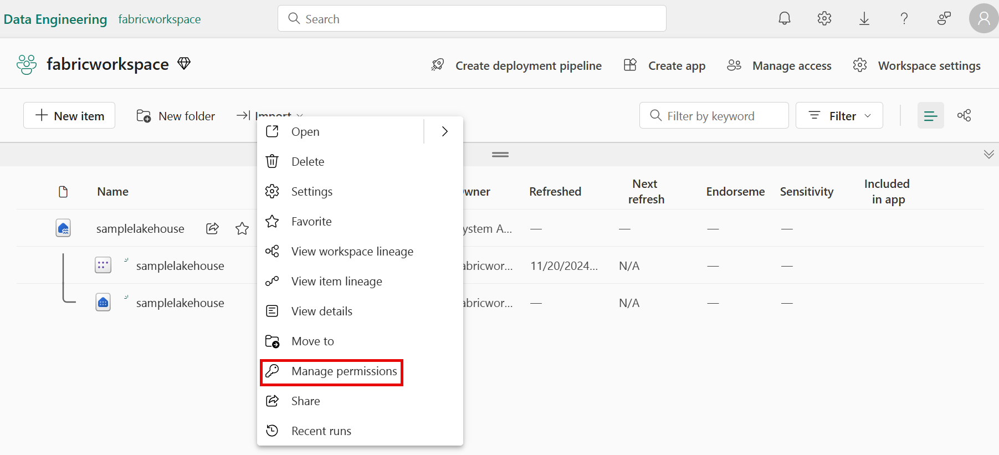 Data Engineering fabricworkspace Search
fabricworkspace Create deployment pipeline Create app Manage access Workspace settings
New item New folder Import Filter by keyword Filter
Open
Delete
Settings
Favorite
View workspace lineage
View item lineage
View details
Move to
Manage permissions
Share
Recent runs
Name wner Refreshed Next refresh Endorseme Sensitivity Included in app
samplelakehouse ystem A... — — — —
samplelakehouse abricwor... 11/20/2024... N/A — —
samplelakehouse abricwor... — N/A — —